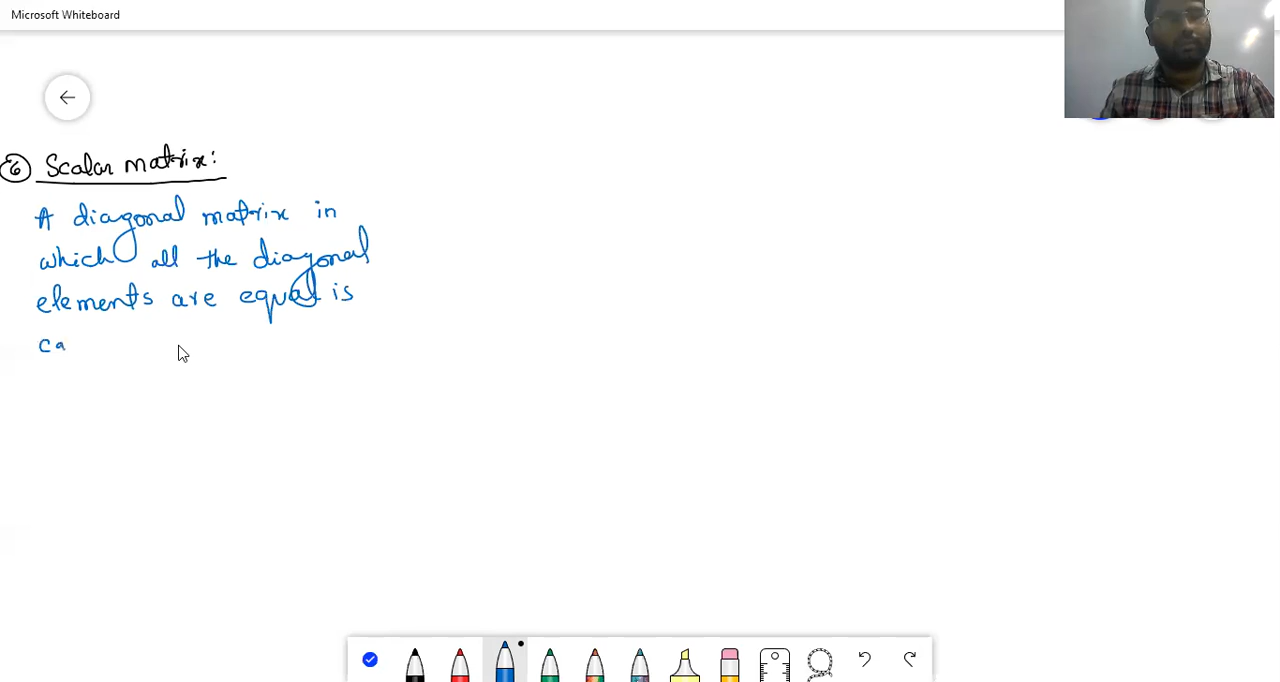 Microsoft Whiteboard
⑥ Scalar matrix:
A diagonal matrix in
which all the diagonal
elements are equal is
ca